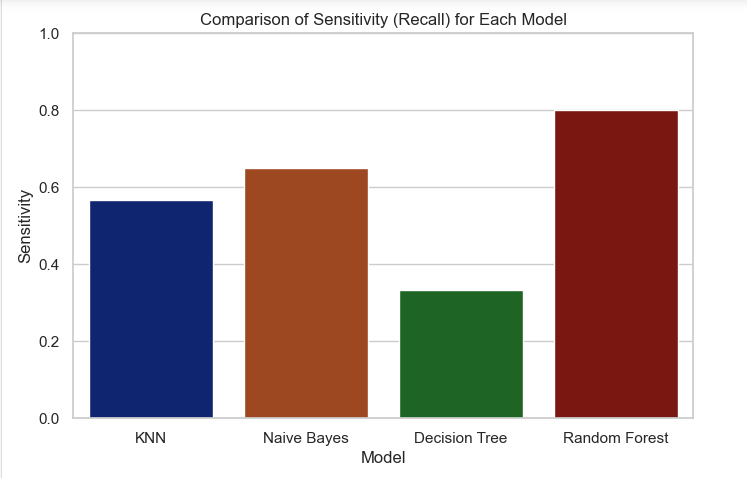 Comparison of Sensitivity (Recall) for Each Model
1.0
0.8
0.6
0.4
0.2
0.0
Sensitivity
KNN Naive Bayes Decision Tree Random Forest
Model